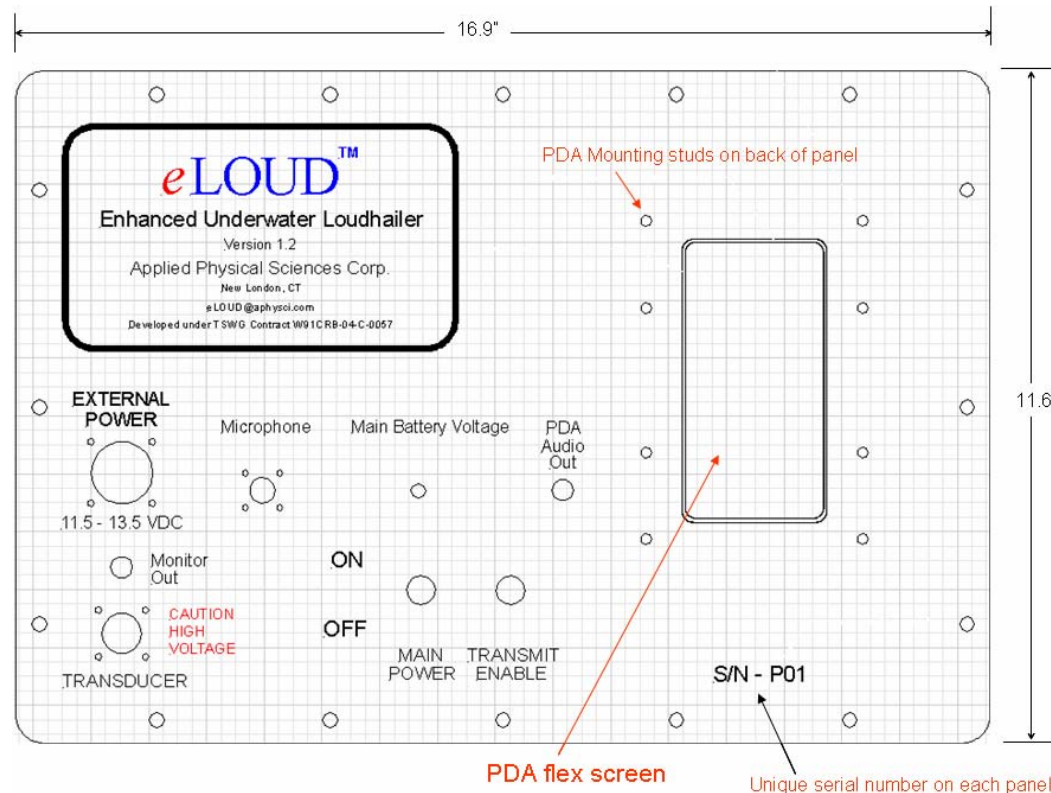 16.9"
eLOUD™
Enhanced Underwater Loudhailer
Version 1.2
Applied Physical Sciences Corp.
New London, CT
eLOUD@aphysci.com
Developed under TSWG Contract W91CRB-04-C-0057
PDA Mounting studs on back of panel
11.6
EXTERNAL
POWER
11.5 - 13.5 VDC
Microphone
Main Battery Voltage
PDA
Audio
Out
Monitor
Out
CAUTION
HIGH
VOLTAGE
TRANSDUCER
ON
OFF
MAIN
POWER
TRANSMIT
ENABLE
S/N - P01
PDA flex screen
Unique serial number on each panel